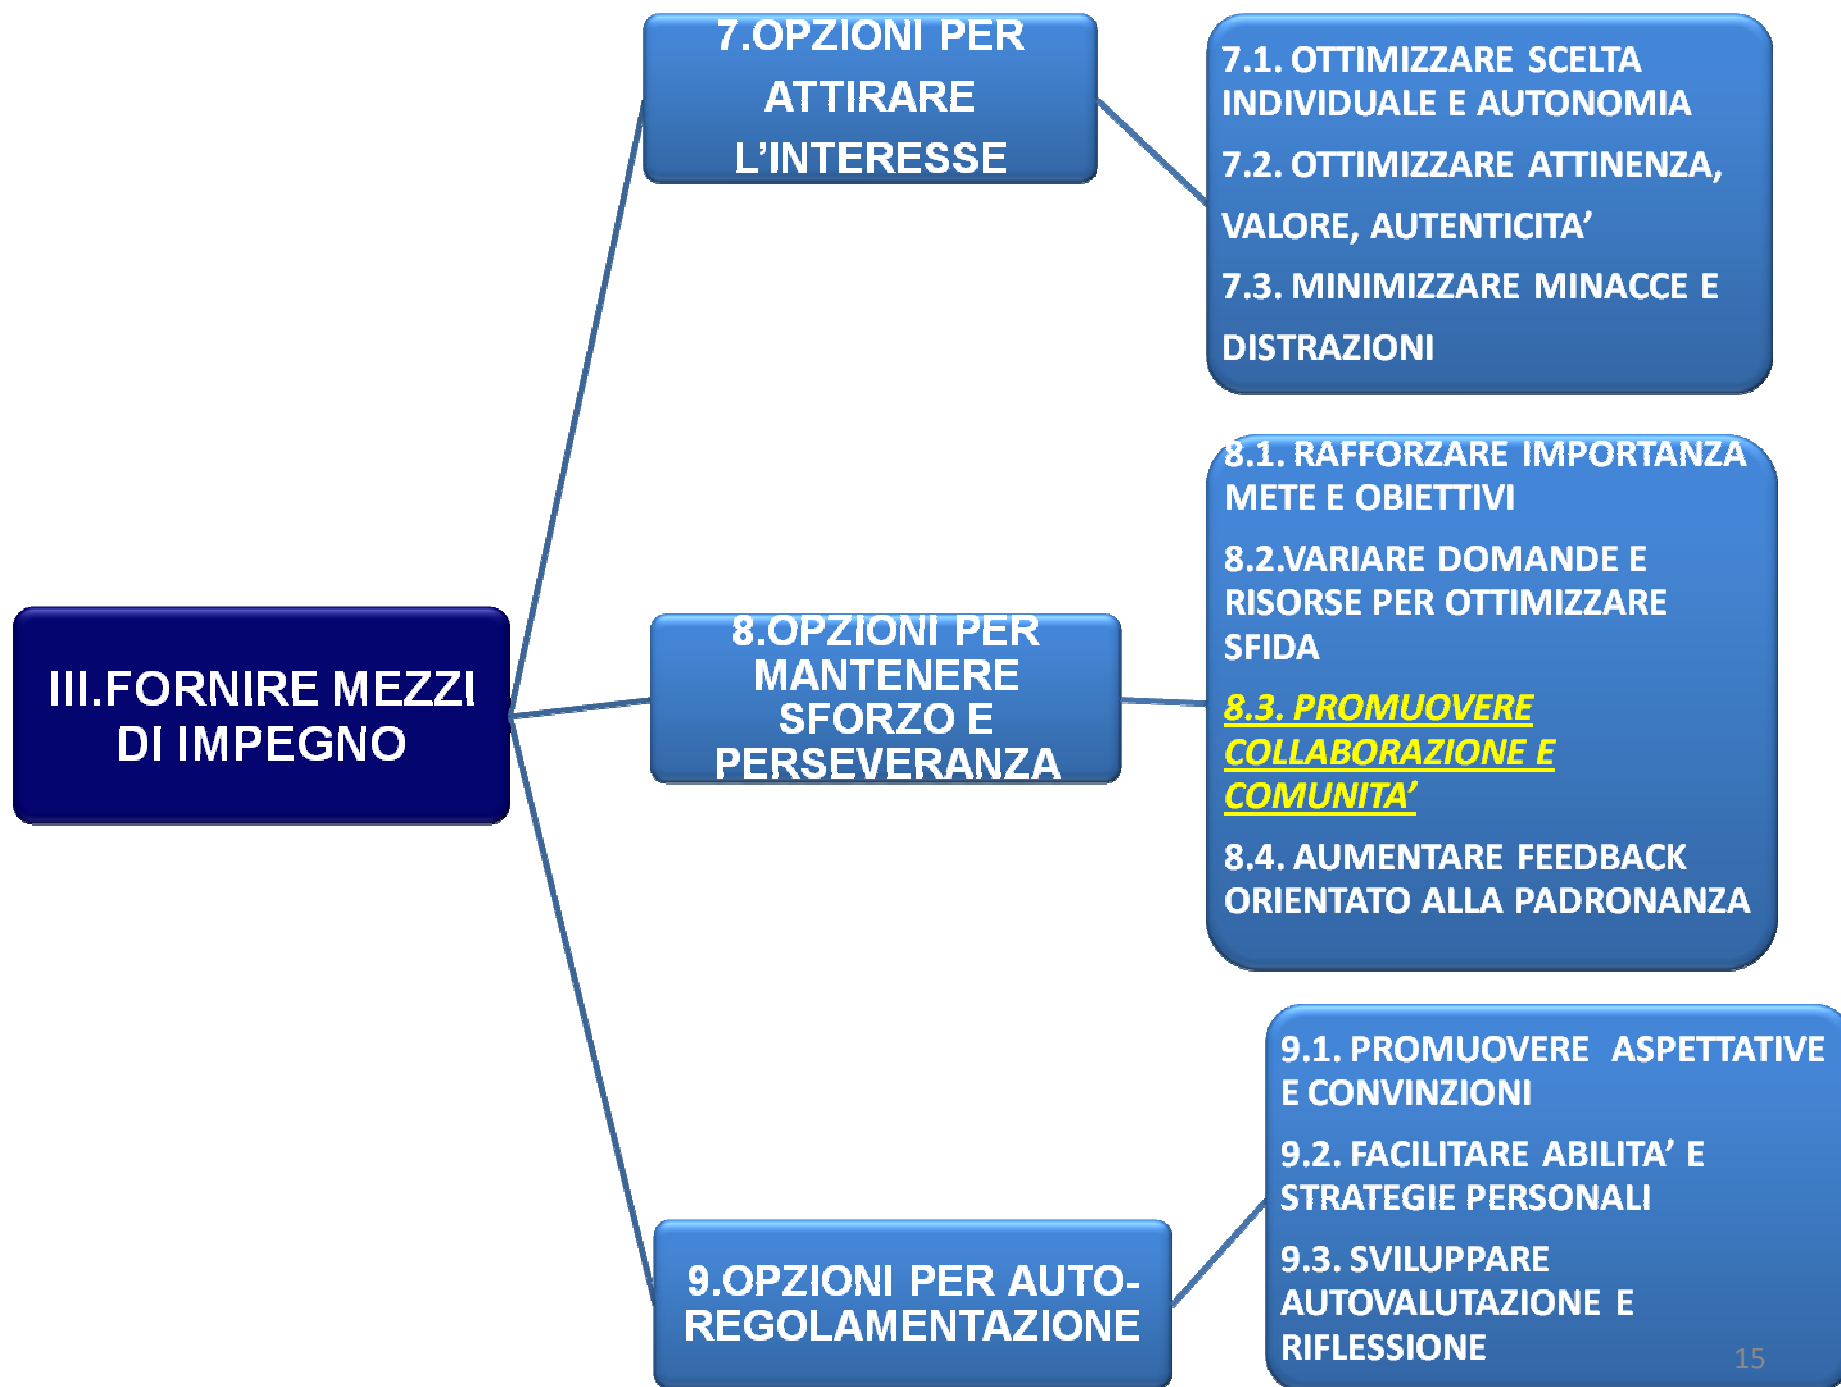 III.FORNIRE MEZZI
DI IMPEGNO
7.OPZIONI PER
ATTIRARE
L’INTERESSE
7.1. OTTIMIZZARE SCELTA
INDIVIDUALE E AUTONOMIA
7.2. OTTIMIZZARE ATTINENZA,
VALORE, AUTENTICITA’
7.3. MINIMIZZARE MINACCE E
DISTRAZIONI
8.OPZIONI PER
MANTENERE
SFORZO E
PERSEVERANZA
8.1. RAFFORZARE IMPORTANZA
METE E OBIETTIVI
8.2.VARIARE DOMANDE E
RISORSE PER OTTIMIZZARE
SFIDA
8.3. PROMUOVERE
COLLABORAZIONE E
COMUNITA’
8.4. AUMENTARE FEEDBACK
ORIENTATO ALLA PADRONANZA
9.OPZIONI PER AUTO-
REGOLAMENTAZIONE
9.1. PROMUOVERE ASPETTATIVE
E CONVINZIONI
9.2. FACILITARE ABILITA’ E
STRATEGIE PERSONALI
9.3. SVILUPPARE
AUTOVALUTAZIONE E
RIFLESSIONE
15